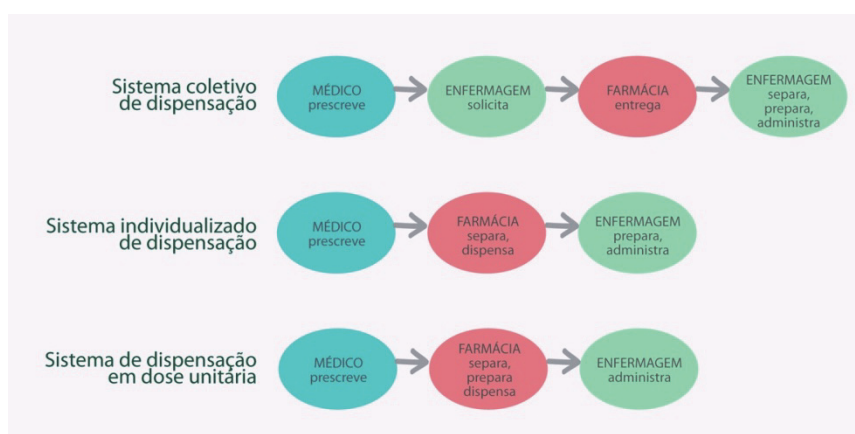 Sistema coletivo
de dispensação
MÉDICO
prescreve
ENFERMAGEM
solicita
FARMÁCIA
entrega
ENFERMAGEM
separa,
prepara,
administra
Sistema individualizado
de dispensação
MÉDICO
prescreve
FARMÁCIA
separa,
dispensa
ENFERMAGEM
prepara,
administra
Sistema de dispensação
em dose unitária
MÉDICO
prescreve
FARMÁCIA
separa,
prepara
dispensa
ENFERMAGEM
administra